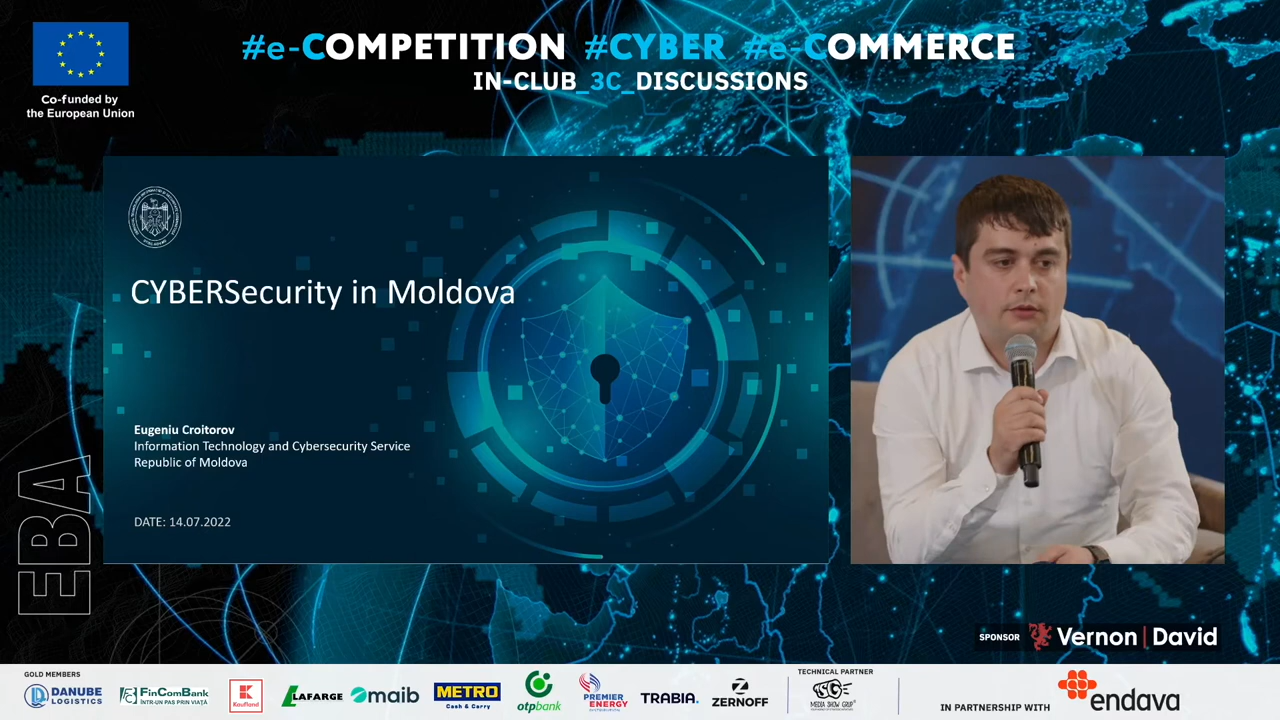 #e-COMPETITION #CYBER #e-COMMERCE
IN-CLUB_3C_DISCUSSIONS
Co-funded by
the European Union
CYBERSecurity in Moldova
Eugeniu Croitorov
Information Technology and Cybersecurity Service
Republic of Moldova
DATE: 14.07.2022
EBA
SPONSOR Vernon | David
GOLD MEMBERS
DANUBE
LOGISTICS
FinComBank
ÎNTR-UN PAS PRIN VIAȚĂ
Kaufland
LAFARGE
maib
METRO
Cash & Carry
otpbank
PREMIER
ENERGY
TRABIA.
ZERNOFF
TECHNICAL PARTNER
MEDIA SHOW GRUP
IN PARTNERSHIP WITH endava